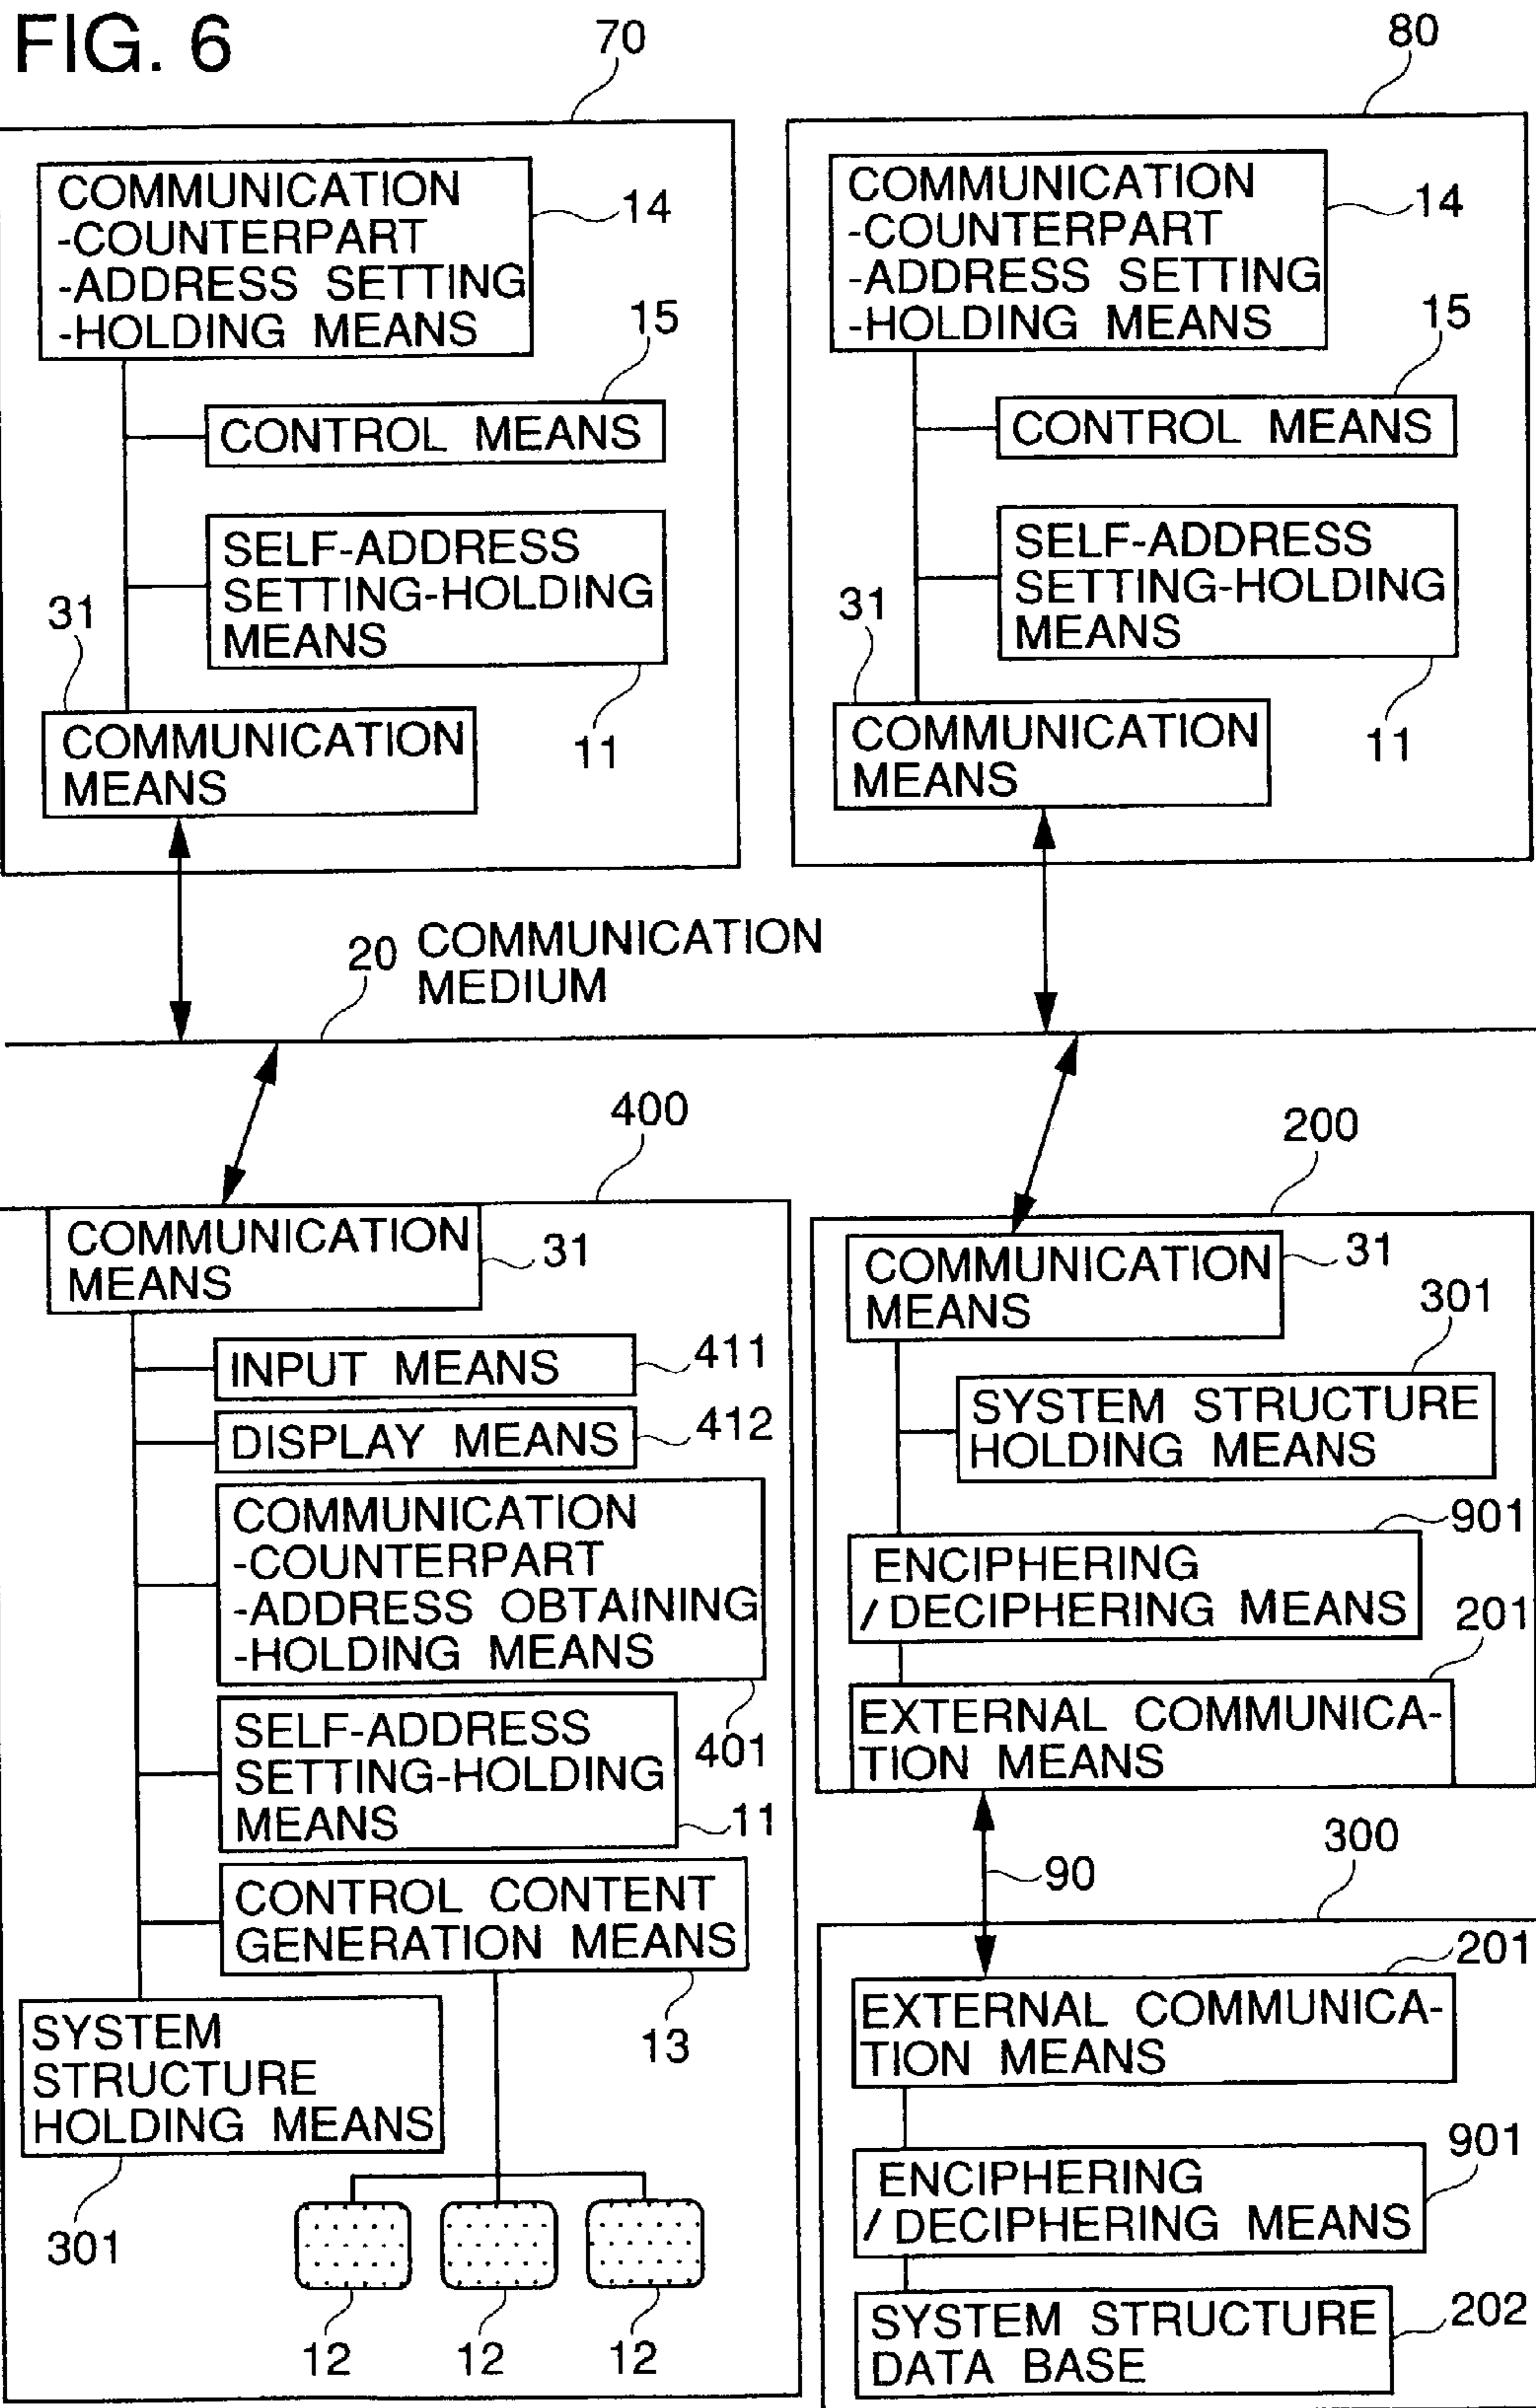 FIG. 6
70
COMMUNICATION
-COUNTERPART
-ADDRESS SETTING
-HOLDING MEANS
14
15
CONTROL MEANS
SELF-ADDRESS
SETTING-HOLDING
MEANS
31
11
COMMUNICATION
MEANS
80
COMMUNICATION
-COUNTERPART
-ADDRESS SETTING
-HOLDING MEANS
14
15
CONTROL MEANS
SELF-ADDRESS
SETTING-HOLDING
MEANS
31
11
COMMUNICATION
MEANS
20 COMMUNICATION
MEDIUM
400
COMMUNICATION
MEANS
31
INPUT MEANS
411
DISPLAY MEANS
412
COMMUNICATION
-COUNTERPART
-ADDRESS OBTAINING
-HOLDING MEANS
401
SELF-ADDRESS
SETTING-HOLDING
MEANS
11
CONTROL CONTENT
GENERATION MEANS
13
SYSTEM
STRUCTURE
HOLDING MEANS
301
12
12
12
200
COMMUNICATION
MEANS
31
301
SYSTEM STRUCTURE
HOLDING MEANS
901
ENCIPHERING
/DECIPHERING MEANS
201
EXTERNAL COMMUNICA-
TION MEANS
90
300
201
EXTERNAL COMMUNICA-
TION MEANS
901
ENCIPHERING
/DECIPHERING MEANS
202
SYSTEM STRUCTURE
DATA BASE